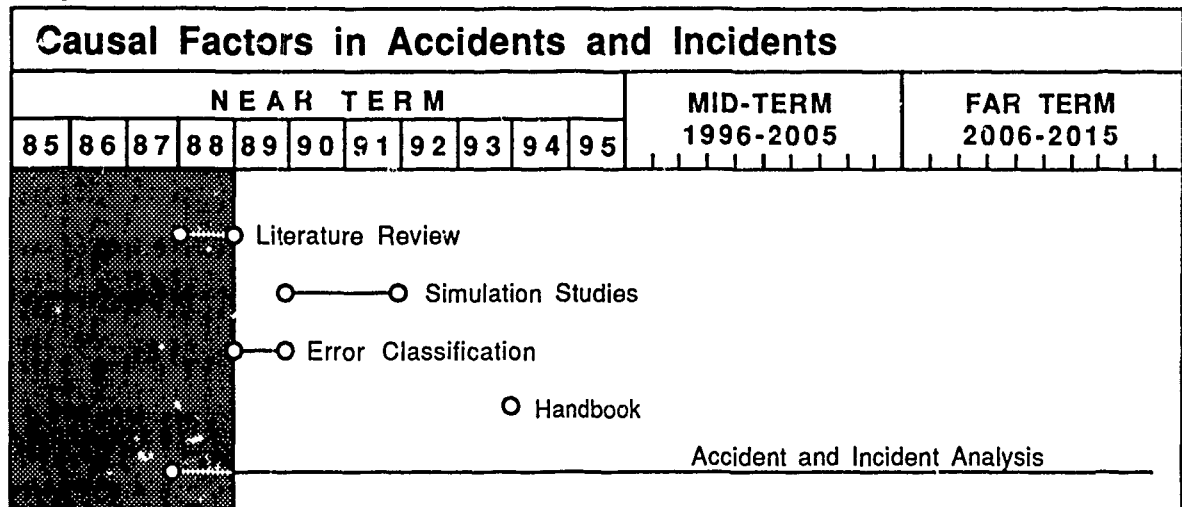 Causal Factors in Accidents and Incidents
NEAR TERM
MID-TERM
1996-2005
FAR TERM
2006-2015
85 86 87 88 89 90 91 92 93 94 95
Literature Review
Simulation Studies
Error Classification
Handbook
Accident and Incident Analysis